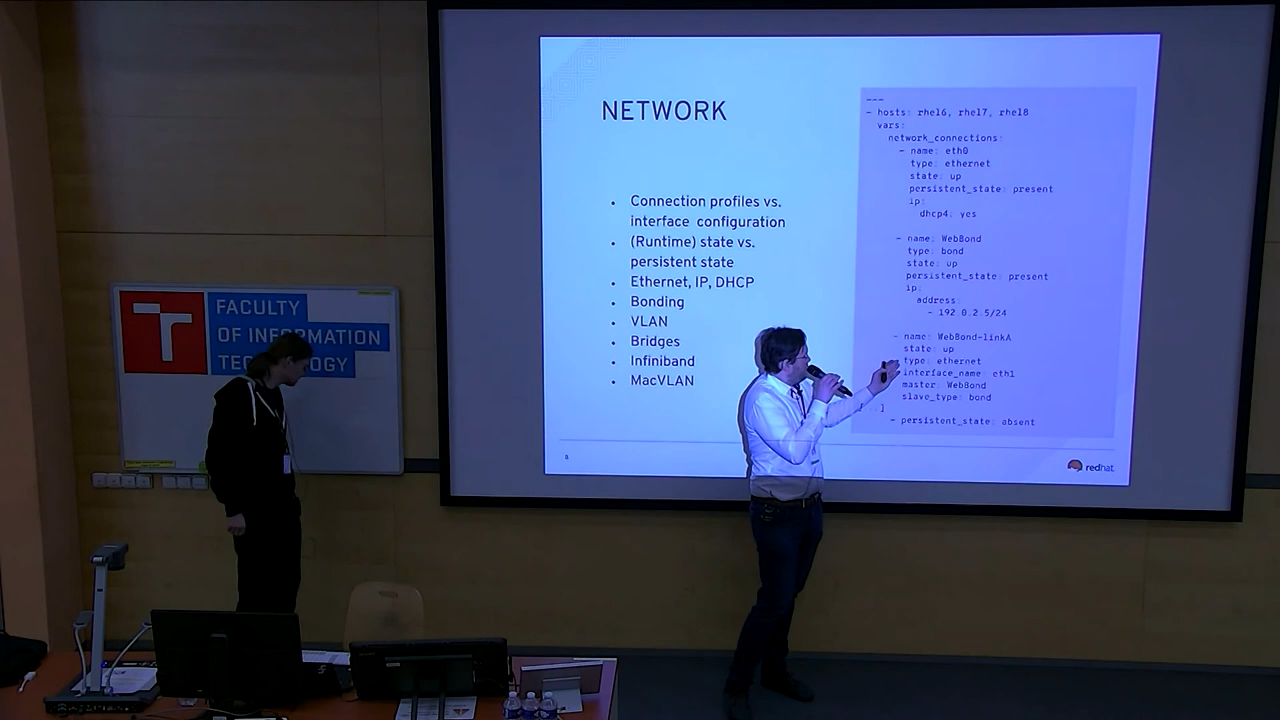 NETWORK
Connection profiles vs.
interface configuration
(Runtime) state vs.
persistent state
Ethernet, IP, DHCP
Bonding
VLAN
Bridges
Infiniband
MacVLAN
8
---
- hosts: rhel6, rhel7, rhel8
vars:
network_connections:
- name: eth0
type: ethernet
state: up
persistent_state: present
ip:
dhcp4: yes
- name: WebBond
type: bond
state: up
persistent_state: present
ip:
address:
- 192.0.2.5/24
- name: WebBond-linkA
state: up
type: ethernet
interface_name: eth1
master: WebBond
slave_type: bond
]
- persistent_state: absent
redhat
T
FACULTY
OF INFORMATION
TECHNOLOGY